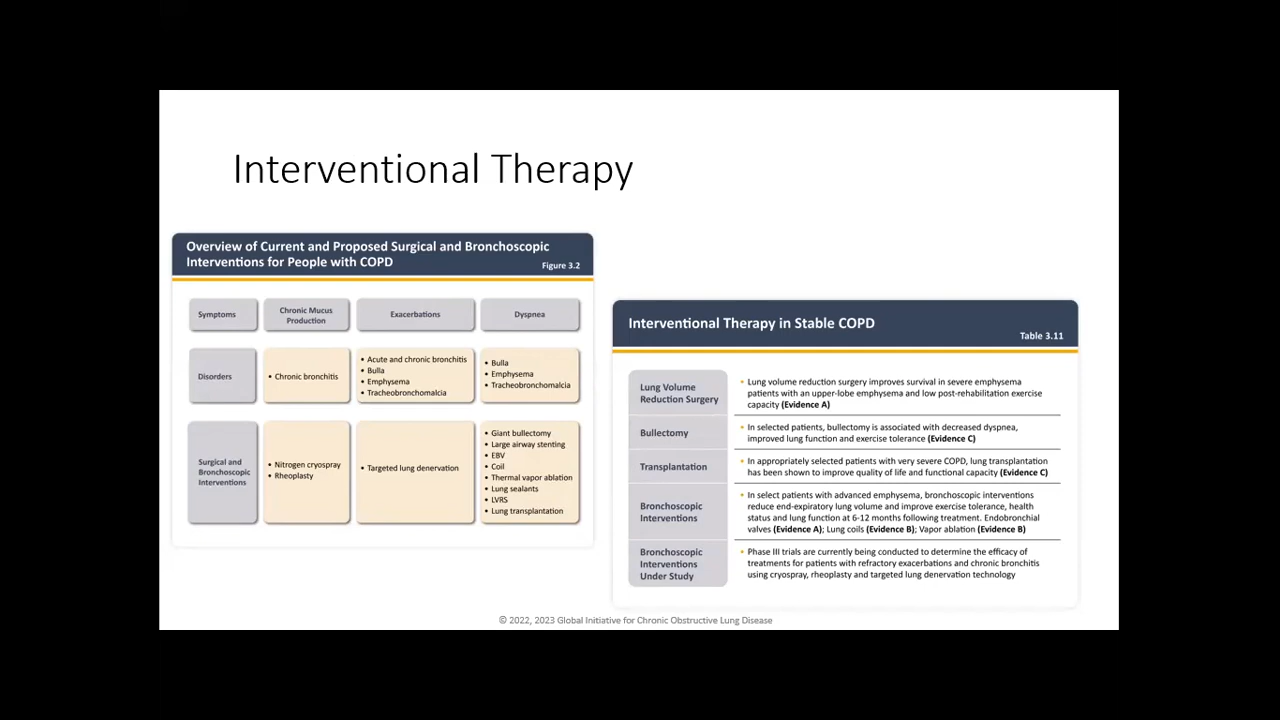 Interventional Therapy
Overview of Current and Proposed Surgical and Bronchoscopic
Interventions for People with COPD
Figure 3.2
Symptoms
Chronic Mucus
Production
Exacerbations
Dyspnea
Disorders
• Chronic bronchitis
• Acute and chronic bronchitis
• Bulla
• Emphysema
• Tracheobronchomalcia
• Bulla
• Emphysema
• Tracheobronchomalcia
Surgical and
Bronchoscopic
Interventions
• Nitrogen cryospray
• Rheoplasty
• Targeted lung denervation
• Giant bullectomy
• Large airway stenting
• EBV
• Coil
• Thermal vapor ablation
• Lung sealants
• LVRS
• Lung transplantation
Interventional Therapy in Stable COPD
Table 3.11
Lung Volume
Reduction Surgery
• Lung volume reduction surgery improves survival in severe emphysema
patients with an upper-lobe emphysema and low post-rehabilitation exercise
capacity (Evidence A)
Bullectomy
• In selected patients, bullectomy is associated with decreased dyspnea,
improved lung function and exercise tolerance (Evidence C)
Transplantation
• In appropriately selected patients with very severe COPD, lung transplantation
has been shown to improve quality of life and functional capacity (Evidence C)
Bronchoscopic
Interventions
• In select patients with advanced emphysema, bronchoscopic interventions
reduce end-expiratory lung volume and improve exercise tolerance, health
status and lung function at 6-12 months following treatment. Endobronchial
valves (Evidence A); Lung coils (Evidence B); Vapor ablation (Evidence B)
Bronchoscopic
Interventions
Under Study
• Phase III trials are currently being conducted to determine the efficacy of
treatments for patients with refractory exacerbations and chronic bronchitis
using cryospray, rheoplasty and targeted lung denervation technology
© 2022, 2023 Global Initiative for Chronic Obstructive Lung Disease